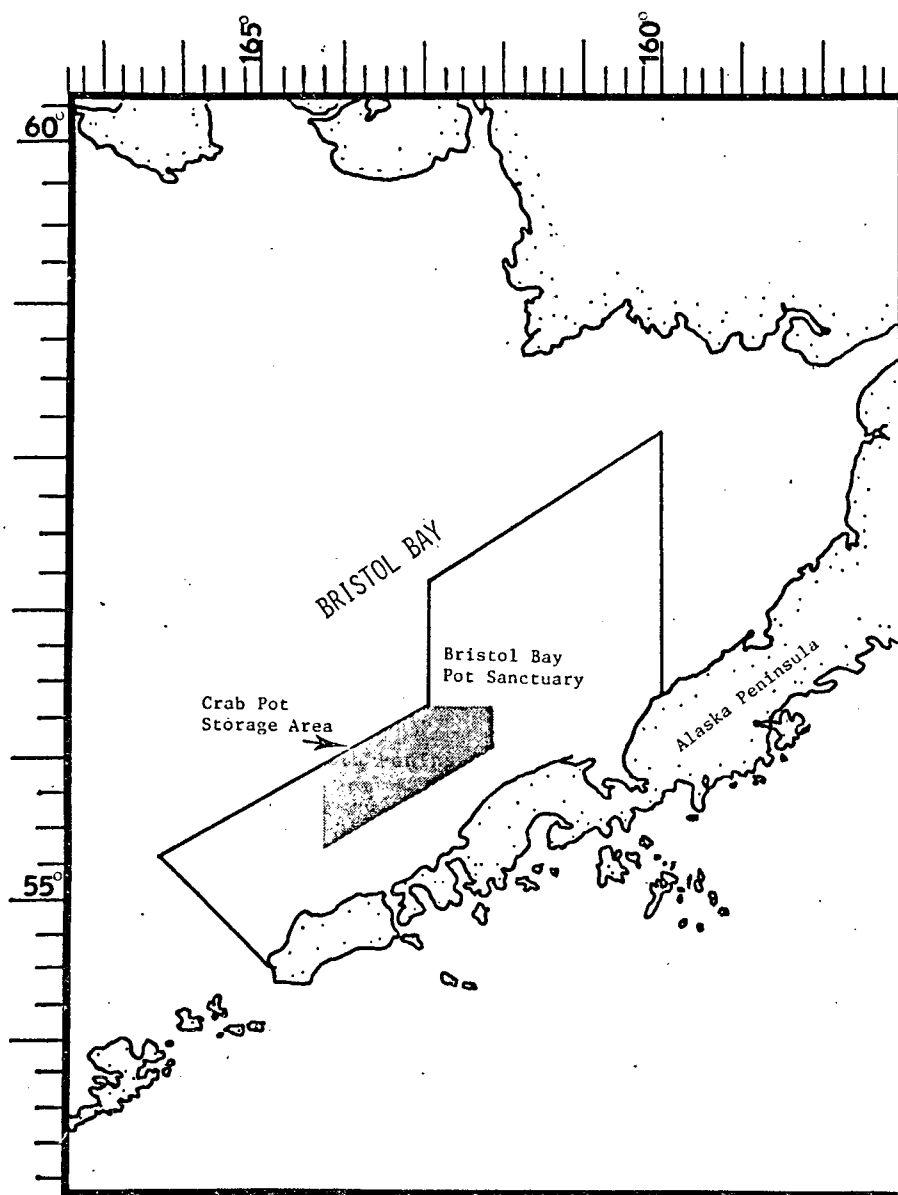 165°
160°
60°
BRISTOL BAY
Bristol Bay
Pot Sanctuary
Crab Pot
Storage Area
Alaska Peninsula
55°